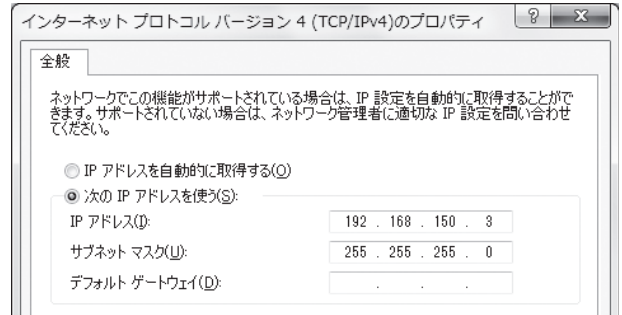 インターネット プロトコル バージョン 4 (TCP/IPv4)のプロパティ
全般
ネットワークでこの機能がサポートされている場合は、IP 設定を自動的に取得することがで
きます。サポートされていない場合は、ネットワーク管理者に適切な IP 設定を問い合わせ
てください。
IP アドレスを自動的に取得する(O)
次の IP アドレスを使う(S):
IP アドレス(I): 192 . 168 . 150 . 3
サブネット マスク(U): 255 . 255 . 255 . 0
デフォルト ゲートウェイ(D): . . .